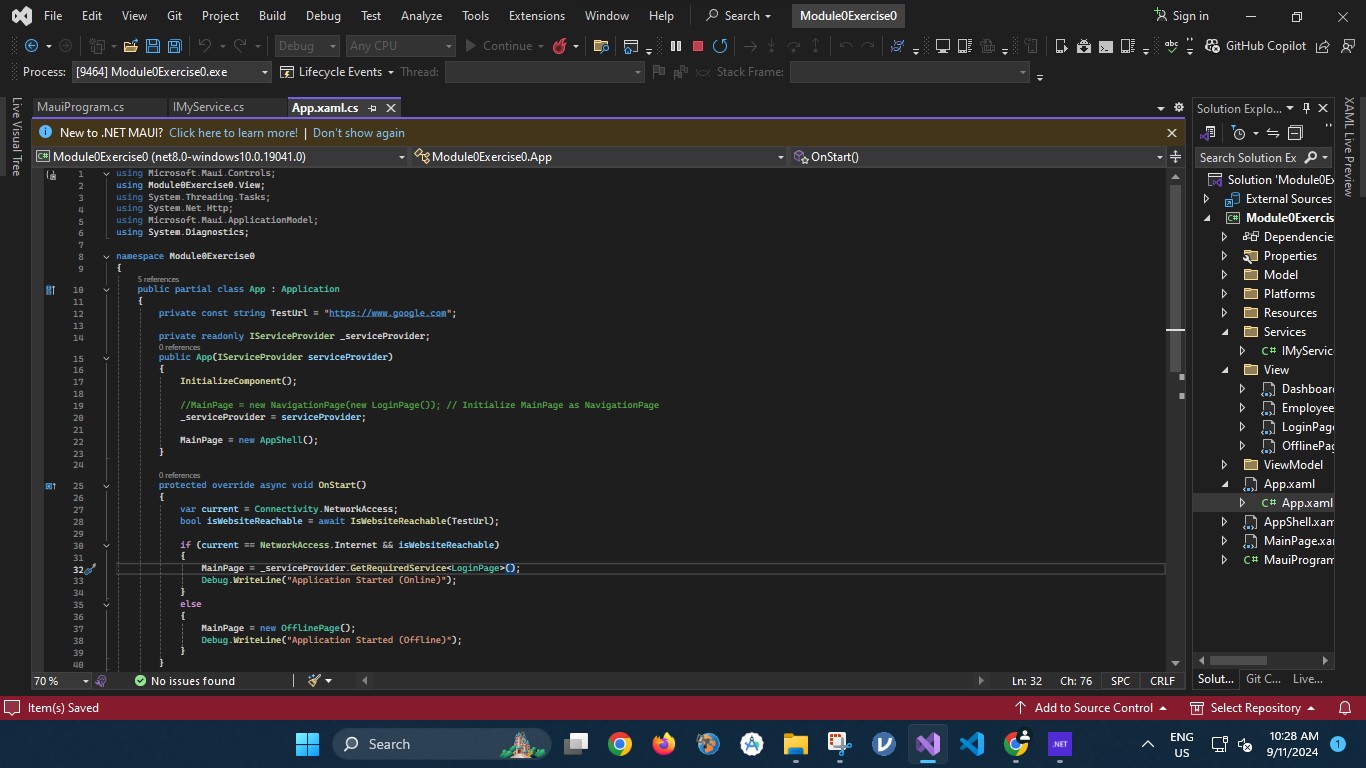 File Edit View Git Project Build Debug Test Analyze Tools Extensions Window Help Search Module0Exercise0 Sign in
Debug Any CPU Continue GitHub Copilot
Process: [9464] Module0Exercise0.exe Lifecycle Events Thread: Stack Frame:
Live Visual Tree
MauiProgram.cs IMyService.cs App.xaml.cs
New to .NET MAUI? Click here to learn more! | Don't show again
Module0Exercise0 (net8.0-windows10.0.19041.0) Module0Exercise0.App OnStart()
1 using Microsoft.Maui.Controls;
2 using Module0Exercise0.View;
3 using System.Threading.Tasks;
4 using System.Net.Http;
5 using Microsoft.Maui.ApplicationModel;
6 using System.Diagnostics;
7
8 namespace Module0Exercise0
9 {
5 references
10 public partial class App : Application
11 {
12 private const string TestUrl = "https://www.google.com";
13
14 private readonly IServiceProvider _serviceProvider;
0 references
15 public App(IServiceProvider serviceProvider)
16 {
17 InitializeComponent();
18
19 //MainPage = new NavigationPage(new LoginPage()); // Initialize MainPage as NavigationPage
20 _serviceProvider = serviceProvider;
21
22 MainPage = new AppShell();
23 }
24
0 references
25 protected override async void OnStart()
26 {
27 var current = Connectivity.NetworkAccess;
28 bool isWebsiteReachable = await IsWebsiteReachable(TestUrl);
29
30 if (current == NetworkAccess.Internet && isWebsiteReachable)
31 {
32 MainPage = _serviceProvider.GetRequiredService<LoginPage>();
33 Debug.WriteLine("Application Started (Online)");
34 }
35 else
36 {
37 MainPage = new OfflinePage();
38 Debug.WriteLine("Application Started (Offline)");
39 }
40 }
70 % No issues found Ln: 32 Ch: 76 SPC CRLF
Solution Explo...
Search Solution Ex
Solution 'Module0Ex
External Sources
Module0Exercis
Dependencie
Properties
Model
Platforms
Resources
Services
C# IMyServic
View
Dashboar
Employee
LoginPage
OfflinePag
ViewModel
App.xaml
C# App.xaml
AppShell.xam
MainPage.xa
C# MauiProgram
Solut... Git C... Live...
XAML Live Preview
Item(s) Saved Add to Source Control Select Repository
Search .NET ENG US 10:28 AM 9/11/2024 1